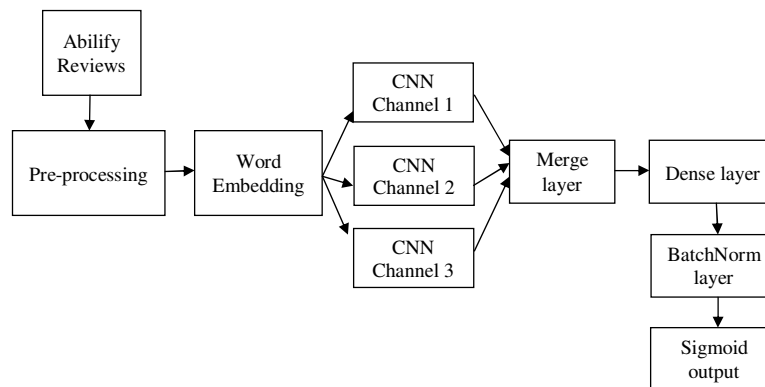 Abilify
Reviews
Pre-processing
Word
Embedding
CNN
Channel 1
CNN
Channel 2
CNN
Channel 3
Merge
layer
Dense layer
BatchNorm
layer
Sigmoid
output